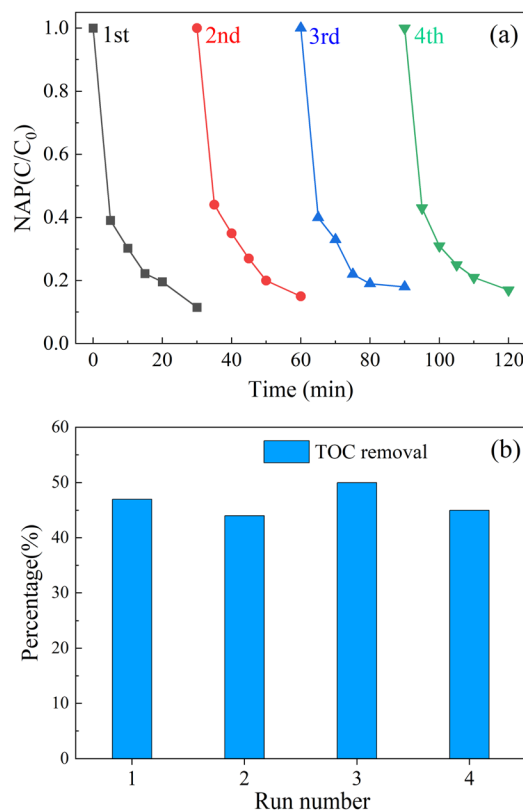 (a)
1st 2nd 3rd 4th
1.0
0.8
0.6
0.4
0.2
0.0
NAP(C/C₀)
0 20 40 60 80 100 120
Time (min)
(b)
TOC removal
60
50
40
30
20
10
0
Percentage(%)
1 2 3 4
Run number